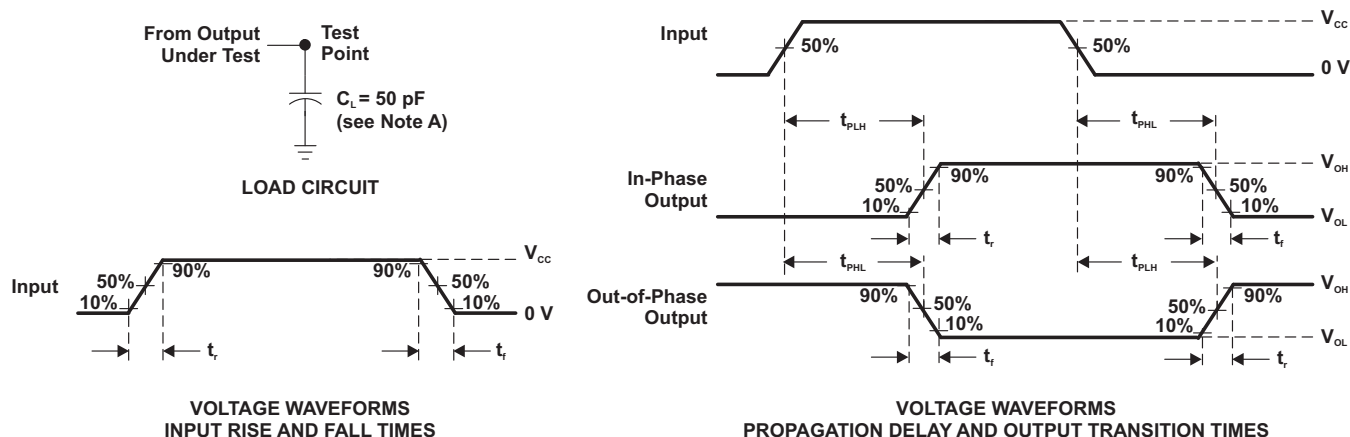 From Output
Under Test
Test
Point
C_L = 50 pF
(see Note A)
LOAD CIRCUIT
Input
10%
50%
90%
90%
50%
10%
V_CC
0 V
t_r
t_f
VOLTAGE WAVEFORMS
INPUT RISE AND FALL TIMES
Input
50%
50%
V_CC
0 V
t_PLH
t_PHL
In-Phase
Output
10%
50%
90%
90%
50%
10%
V_OH
V_OL
t_r
t_f
t_PHL
t_PLH
Out-of-Phase
Output
90%
50%
10%
10%
50%
90%
V_OH
V_OL
t_f
t_r
VOLTAGE WAVEFORMS
PROPAGATION DELAY AND OUTPUT TRANSITION TIMES